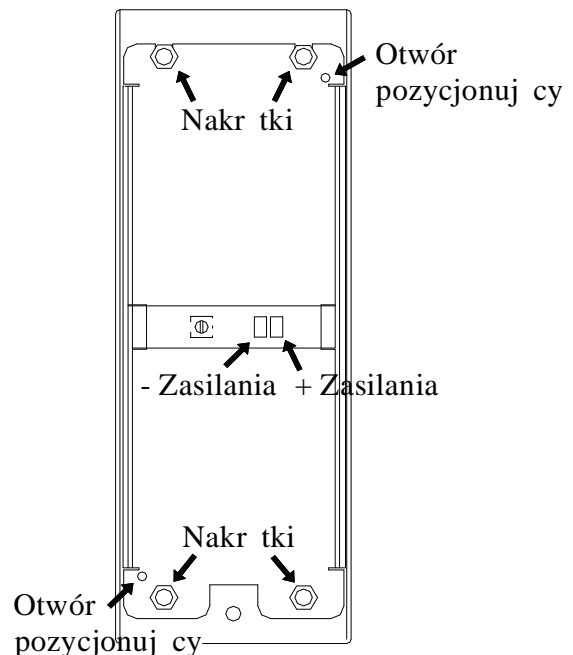 Otwór
pozycjonuj cy
Nakr tki
- Zasilania + Zasilania
Nakr tki
Otwór
pozycjonuj cy